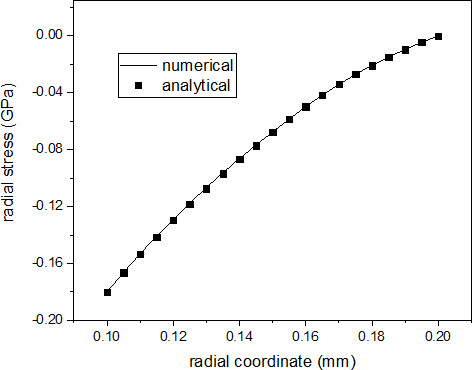 0.00
-0.04
-0.08
-0.12
-0.16
-0.20
radial stress (GPa)
numerical
analytical
0.10 0.12 0.14 0.16 0.18 0.20
radial coordinate (mm)